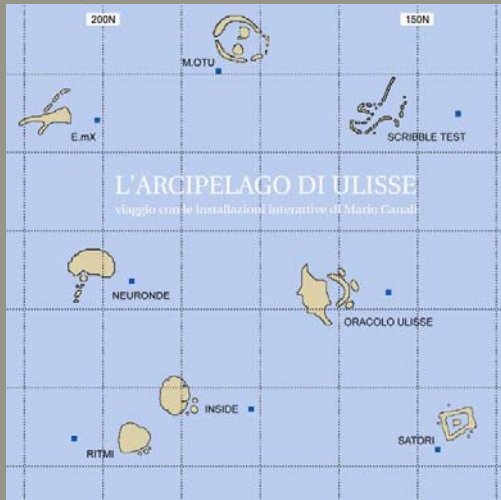 200N
150N
M.OTU
E.mX
SCRIBBLE TEST
L'ARCIPELAGO DI ULISSE
viaggio con le installazioni interattive di Mario Canali
NEURONDE
ORACOLO ULISSE
INSIDE
RITMI
SATORI